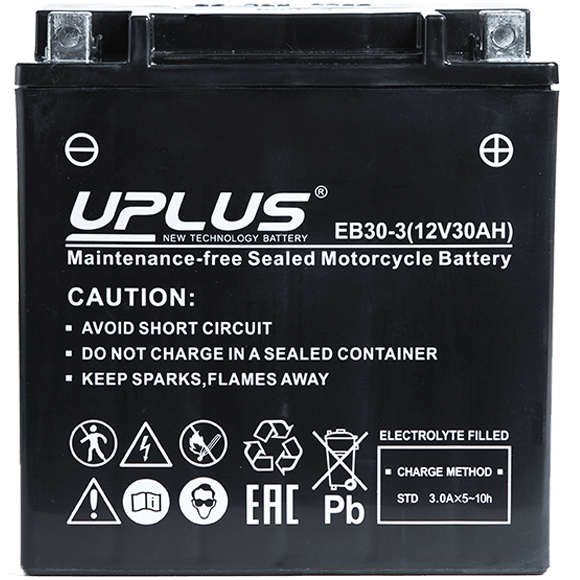 UPLUS®
NEW TECHNOLOGY BATTERY
EB30-3(12V30AH)
Maintenance-free Sealed Motorcycle Battery
CAUTION:
▪ AVOID SHORT CIRCUIT
▪ DO NOT CHARGE IN A SEALED CONTAINER
▪ KEEP SPARKS,FLAMES AWAY
ELECTROLYTE FILLED
▪ CHARGE METHOD ▪
STD 3.0A×5~10h
EAC
Pb